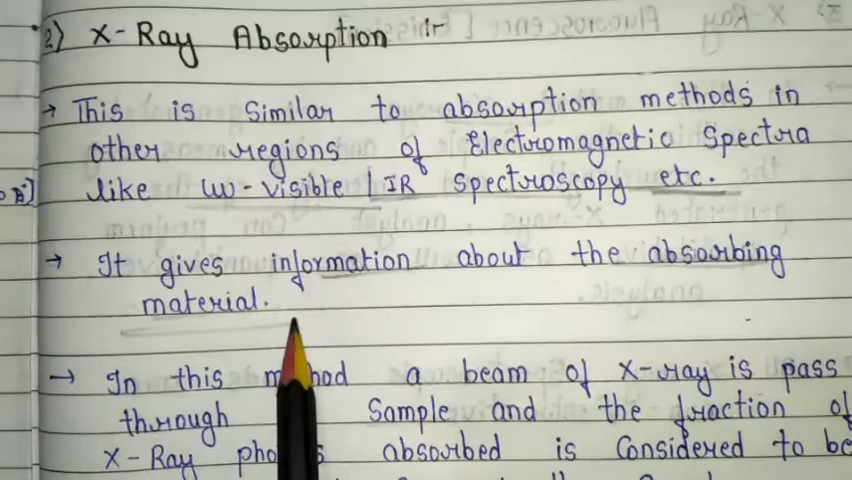 2) X-Ray Absorption :-
→ This is Similar to absorption methods in
other regions of Electromagnetic Spectra
like uv-visible | IR Spectroscopy etc.
→ It gives information about the absorbing
material.
→ In this a beam of X-ray is pass
through Sample and the fraction of
X-Ray absorbed is Considered to be